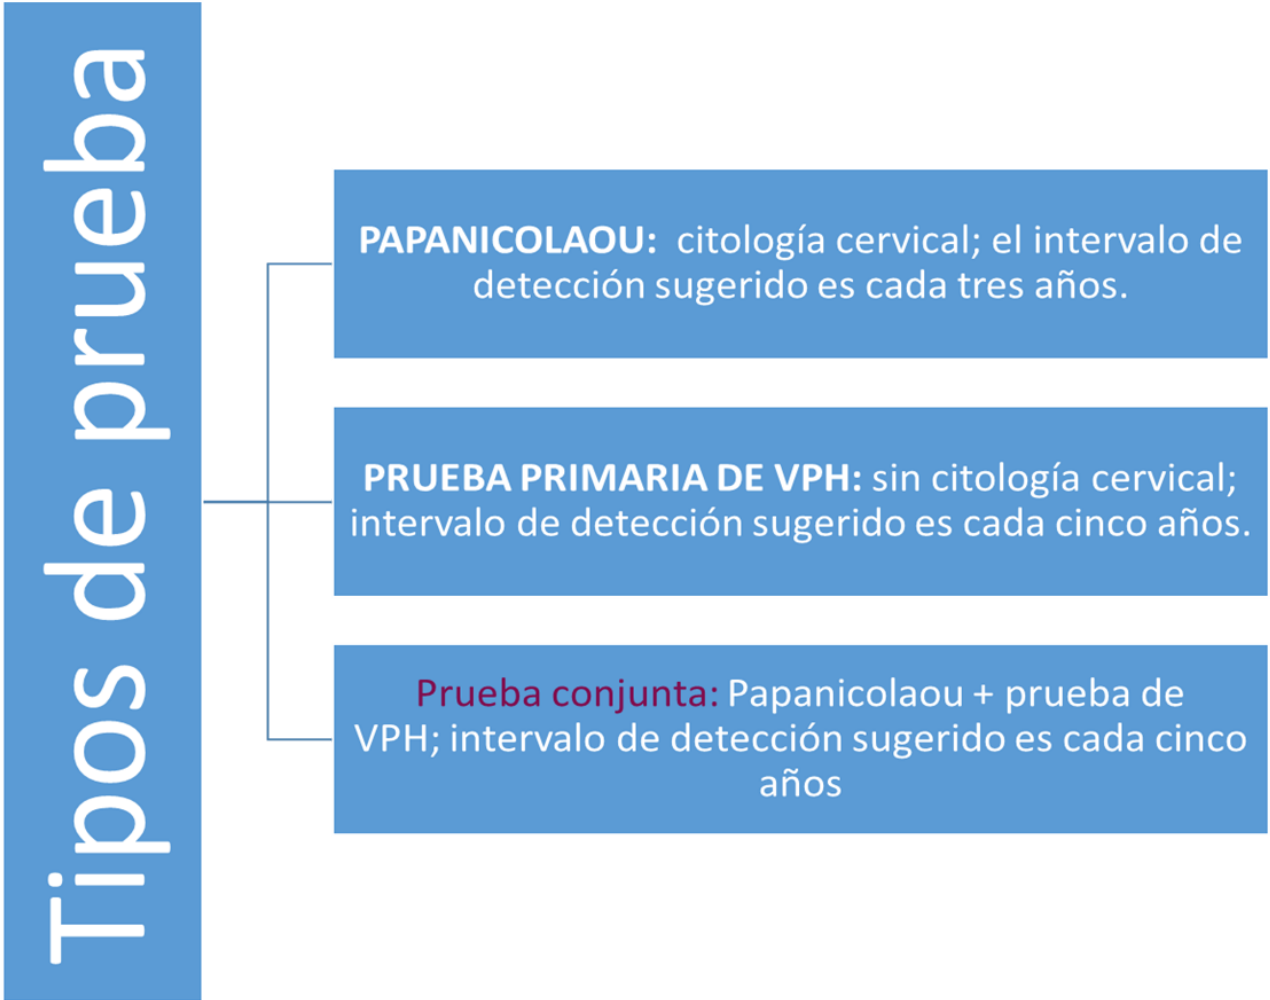 Tipos de prueba
PAPANICOLAOU:  citología cervical; el intervalo de
detección sugerido es cada tres años.
PRUEBA PRIMARIA DE VPH: sin citología cervical;
intervalo de detección sugerido es cada cinco años.
Prueba conjunta: Papanicolaou + prueba de
VPH; intervalo de detección sugerido es cada cinco
años